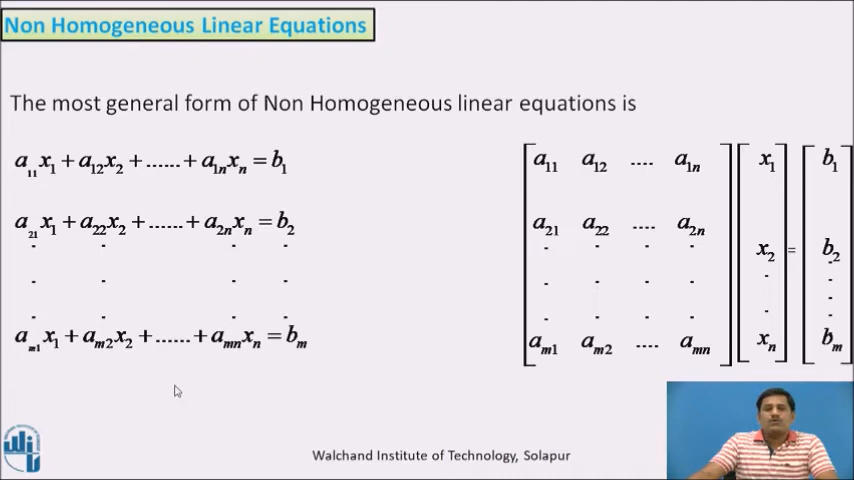 Non Homogeneous Linear Equations
The most general form of Non Homogeneous linear equations is
a₁₁x₁ + a₁₂x₂ + ...... + a₁ₙxₙ = b₁
a₂₁x₁ + a₂₂x₂ + ...... + a₂ₙxₙ = b₂
. . . .
. . . .
. . . .
aₘ₁x₁ + aₘ₂x₂ + ...... + aₘₙxₙ = bₘ
a₁₁ a₁₂ .... a₁ₙ x₁ b₁
a₂₁ a₂₂ .... a₂ₙ x₂ = b₂
. . . . . .
. . . . . .
. . . . .
aₘ₁ aₘ₂ .... aₘₙ xₙ bₘ
Walchand Institute of Technology, Solapur